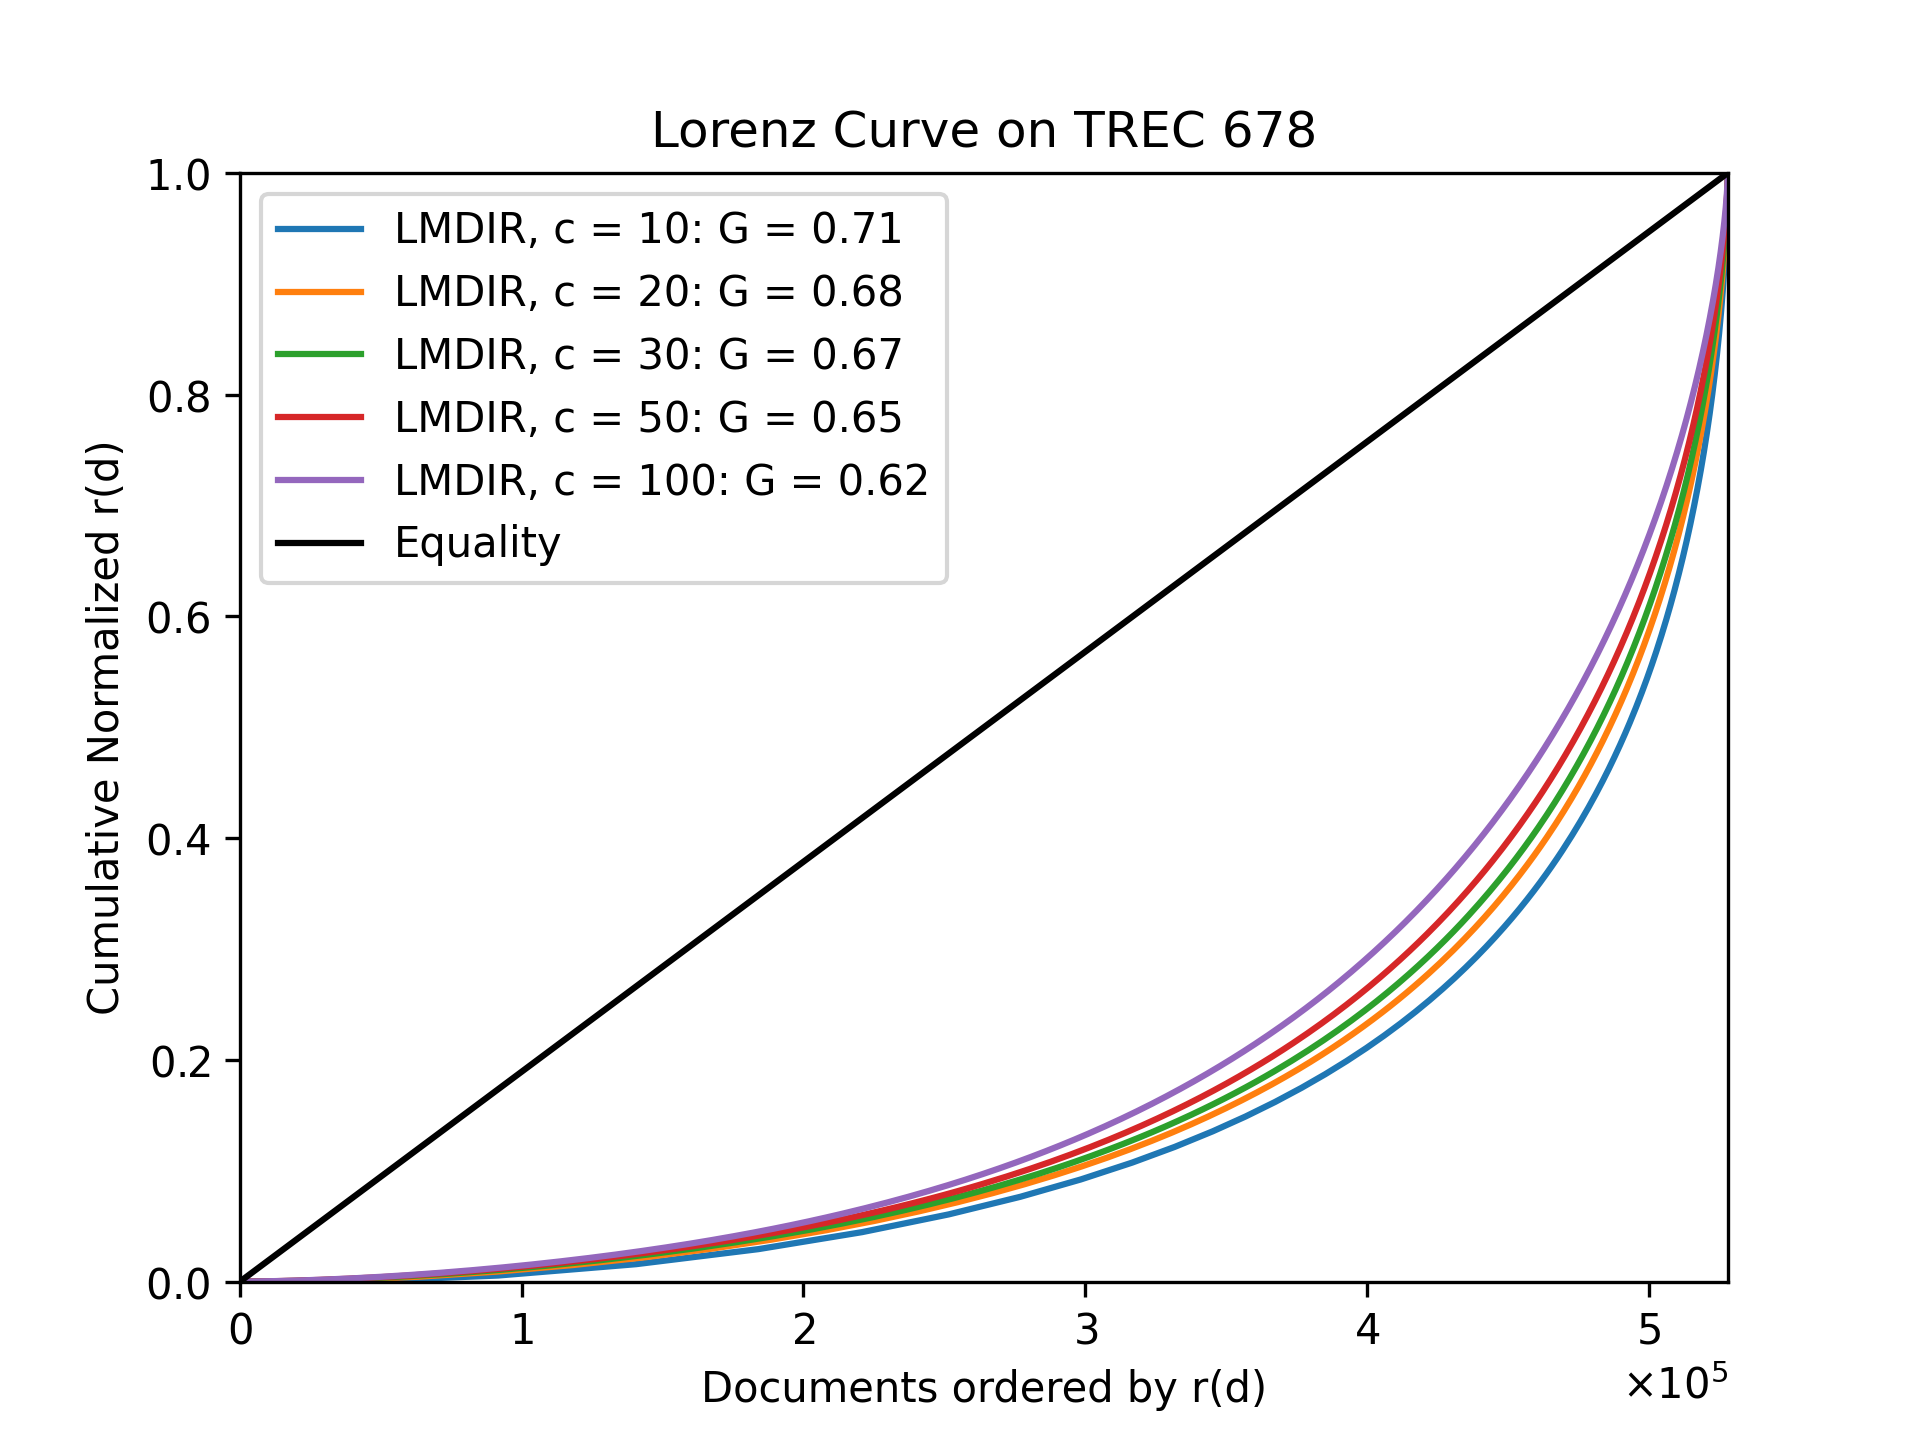 Lorenz Curve on TREC 678
1.0
0.8
0.6
0.4
0.2
0.0
Cumulative Normalized r(d)
LMDIR, c = 10: G = 0.71
LMDIR, c = 20: G = 0.68
LMDIR, c = 30: G = 0.67
LMDIR, c = 50: G = 0.65
LMDIR, c = 100: G = 0.62
Equality
0 1 2 3 4 5
Documents ordered by r(d)
×10⁵